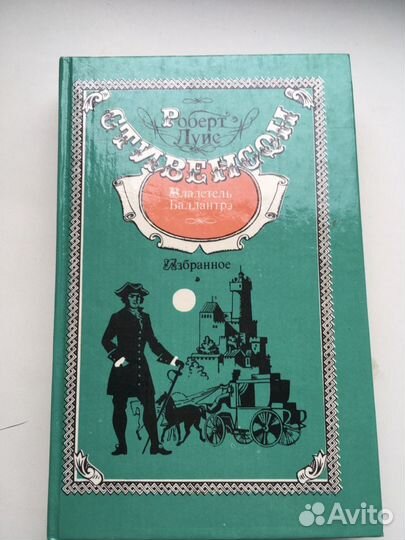 Роберт
Луис
СТИВЕНСОН
Владетель
Баллантрэ
Избранное
Avito